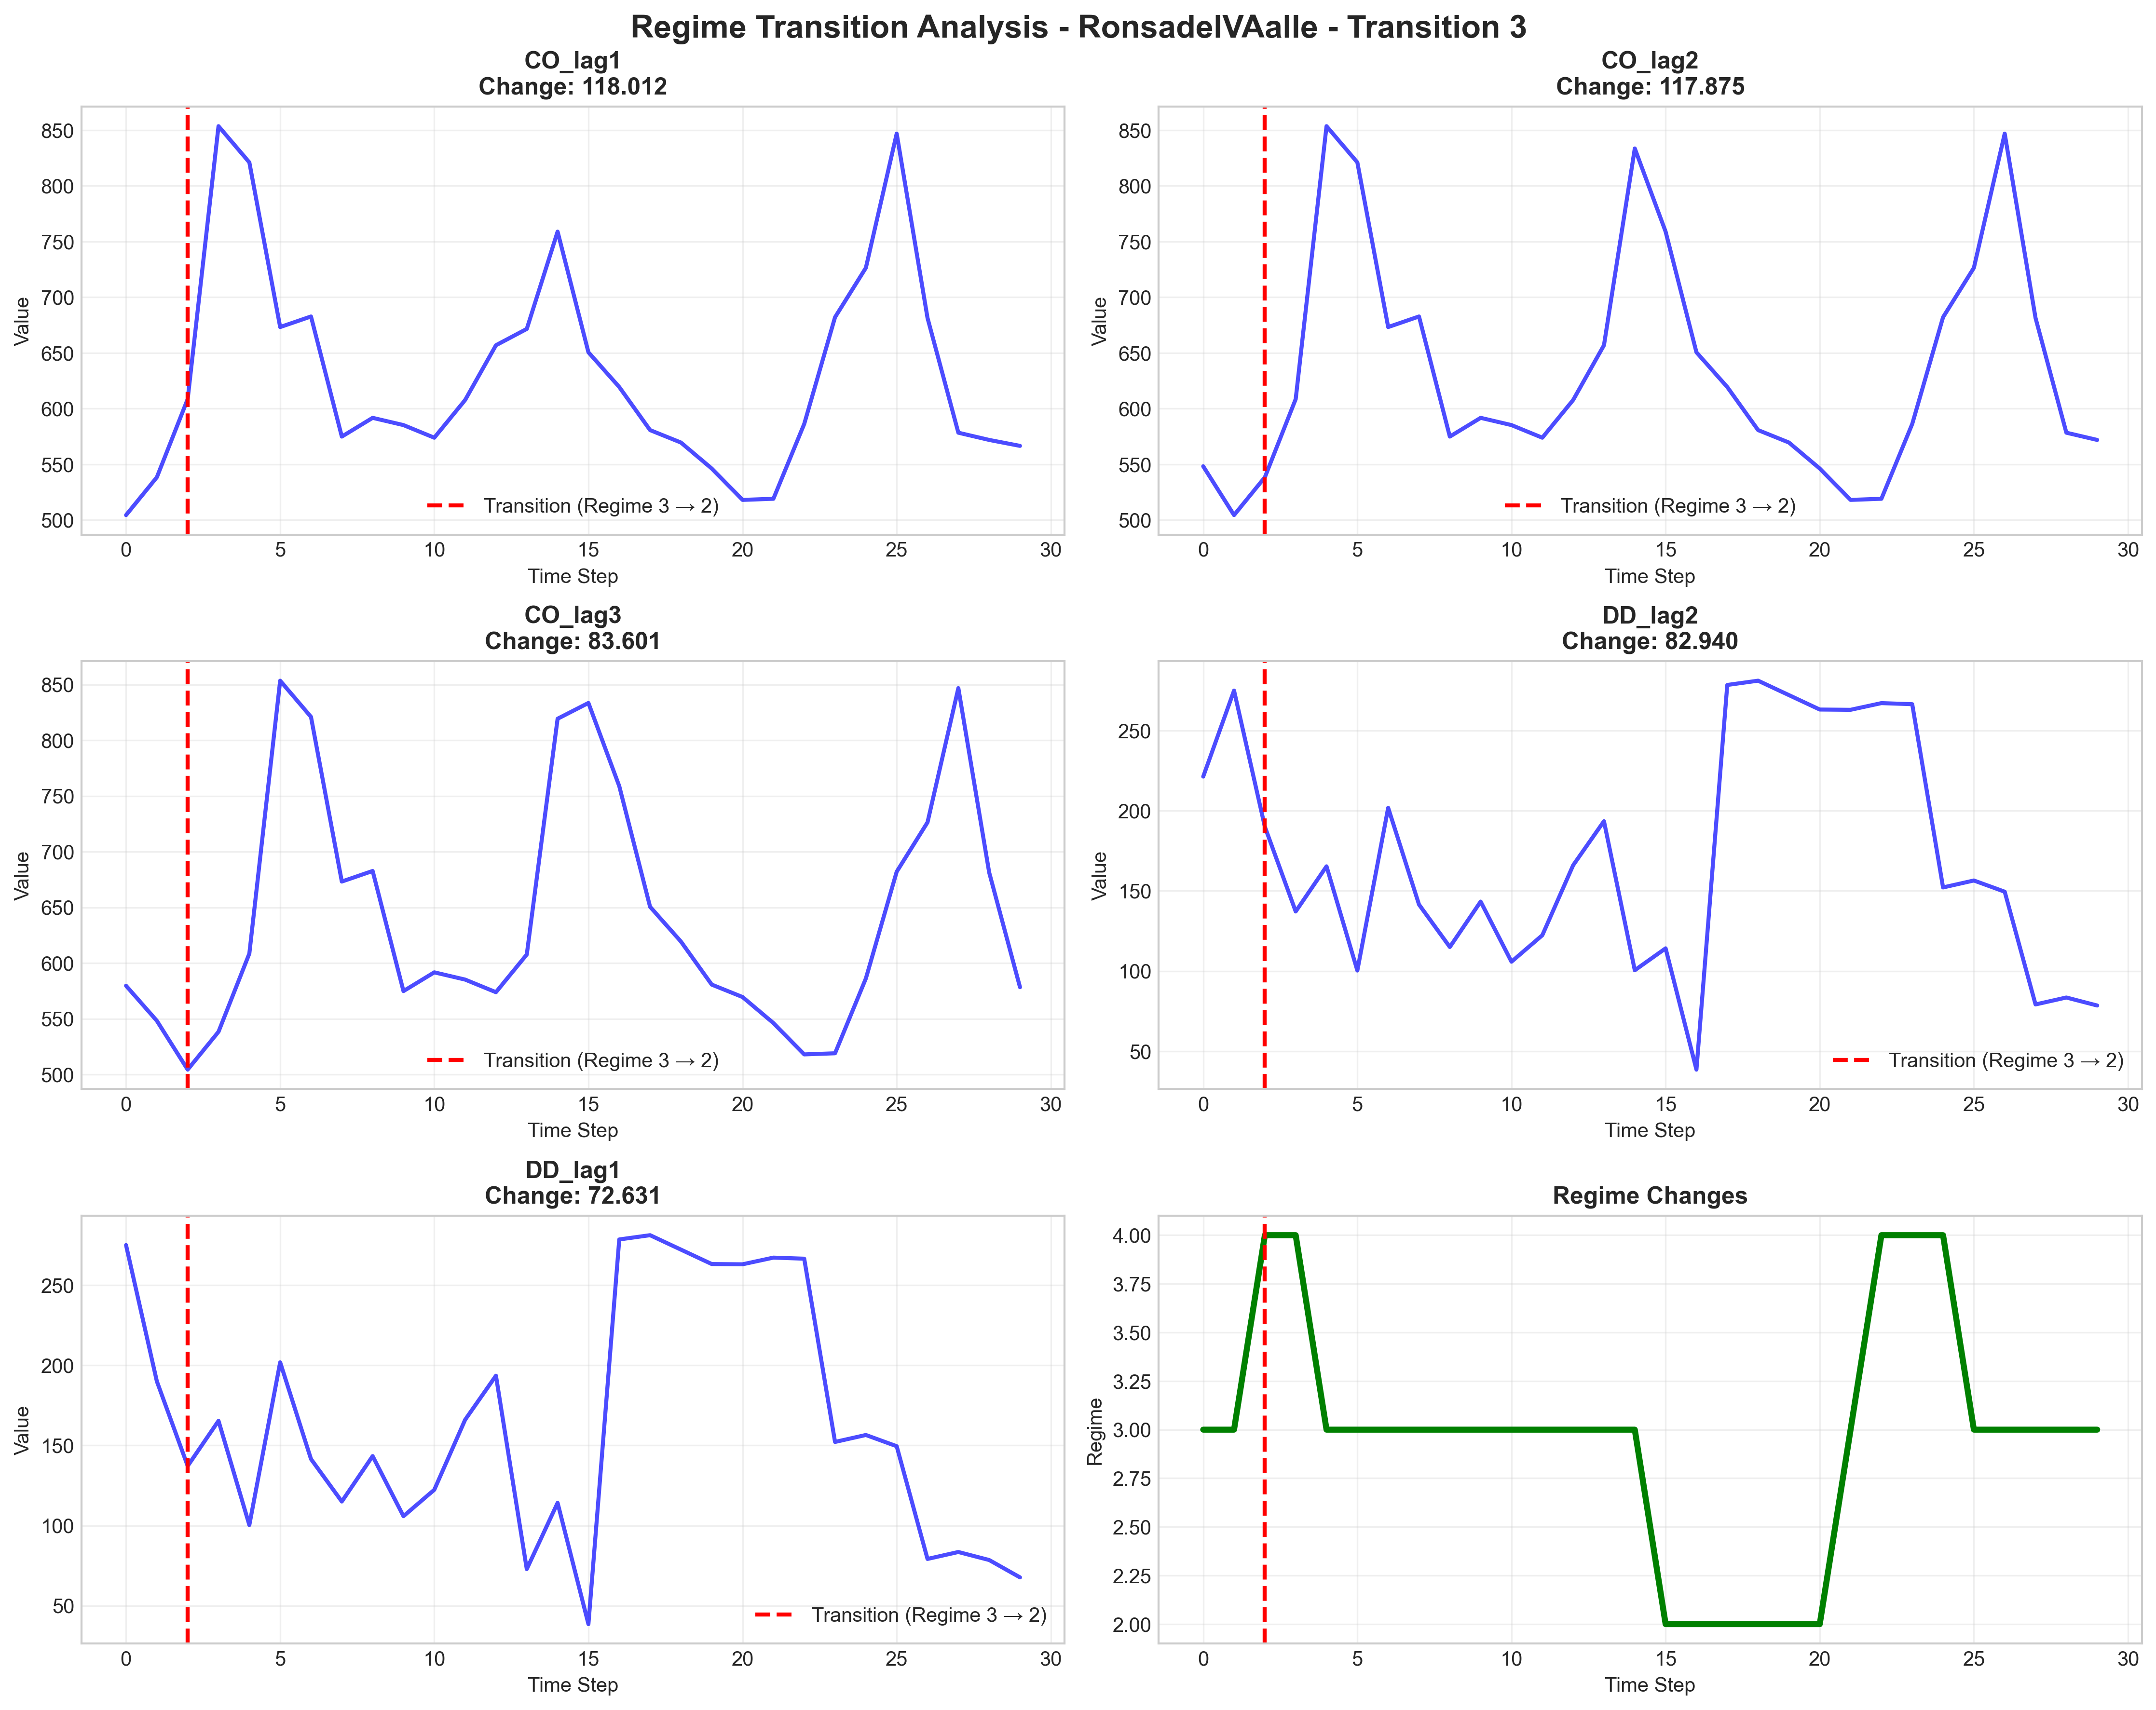 Regime Transition Analysis - RonsadelVAalle - Transition 3
CO_lag1
Change: 118.012
850
800
750
700
650
600
550
500
Value
0 5 10 15 20 25 30
Time Step
Transition (Regime 3 → 2)
CO_lag2
Change: 117.875
850
800
750
700
650
600
550
500
Value
0 5 10 15 20 25 30
Time Step
Transition (Regime 3 → 2)
CO_lag3
Change: 83.601
850
800
750
700
650
600
550
500
Value
0 5 10 15 20 25 30
Time Step
Transition (Regime 3 → 2)
DD_lag2
Change: 82.940
250
200
150
100
50
Value
0 5 10 15 20 25 30
Time Step
Transition (Regime 3 → 2)
DD_lag1
Change: 72.631
250
200
150
100
50
Value
0 5 10 15 20 25 30
Time Step
Transition (Regime 3 → 2)
Regime Changes
4.00
3.75
3.50
3.25
3.00
2.75
2.50
2.25
2.00
Regime
0 5 10 15 20 25 30
Time Step